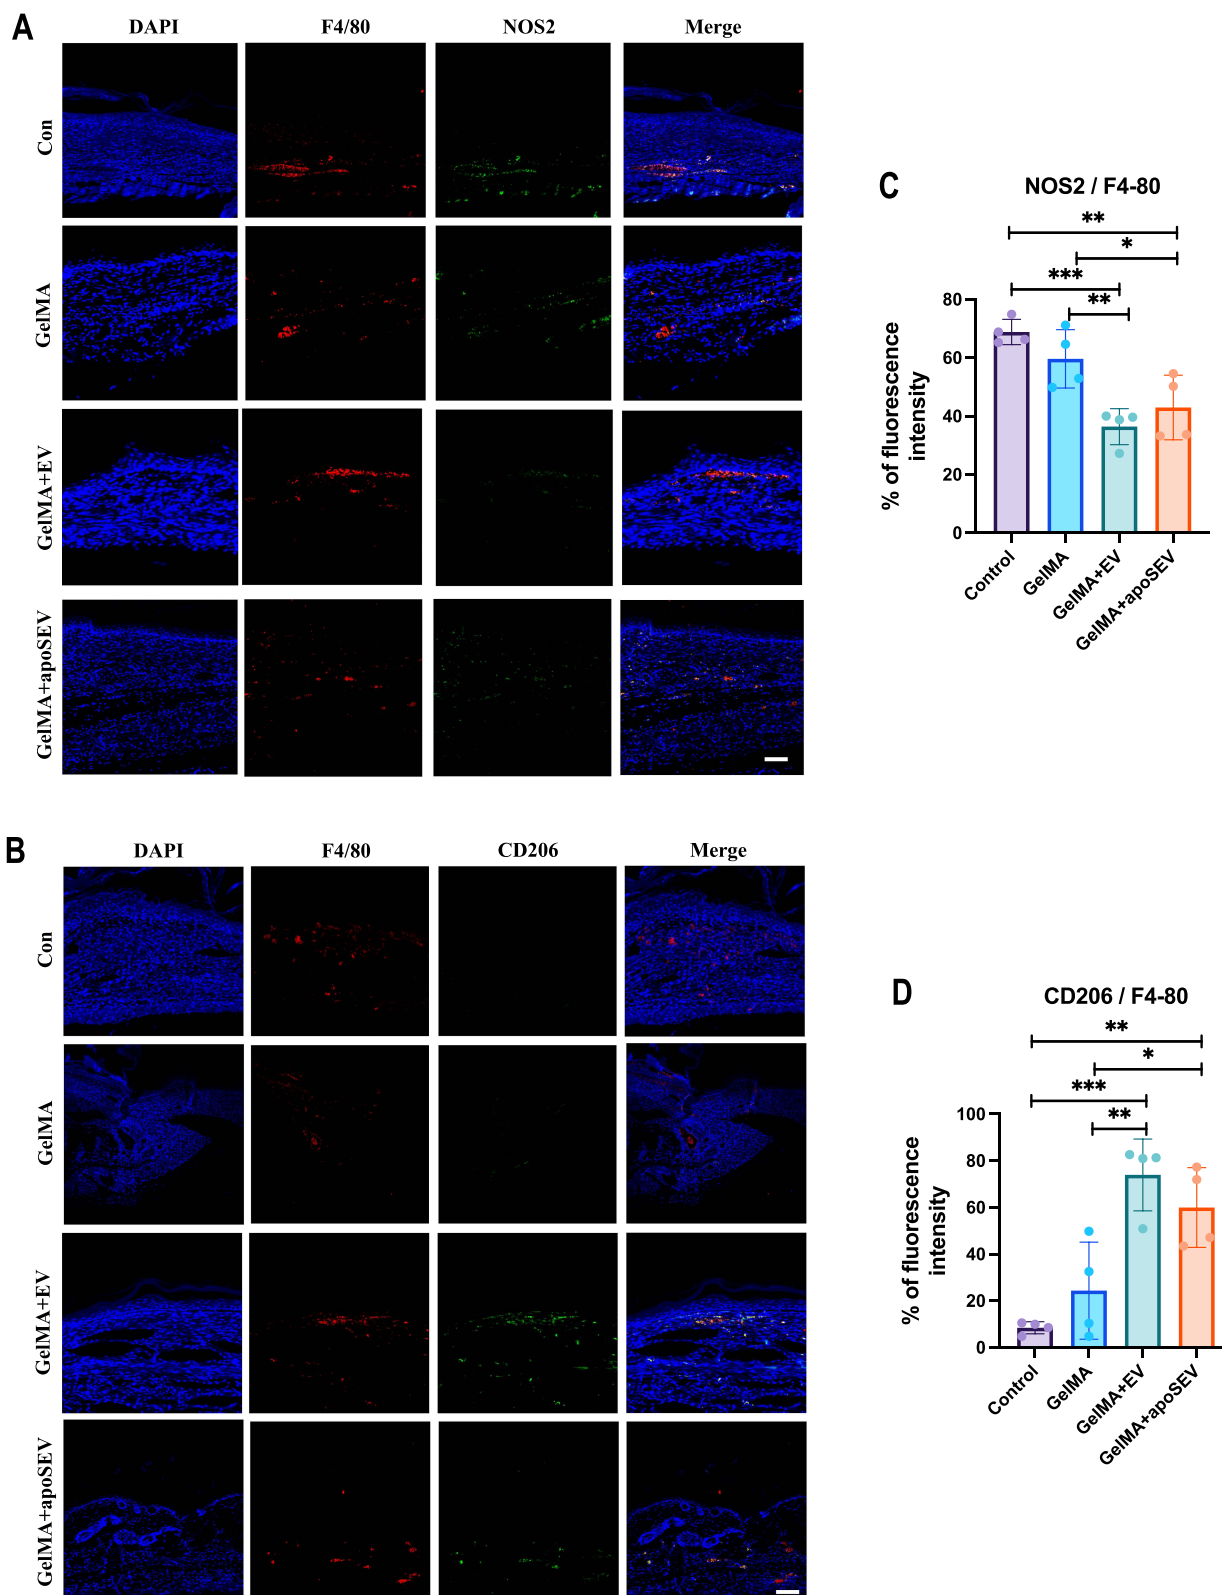 A
DAPI F4/80 NOS2 Merge
Con
GelMA
GelMA+EV
GelMA+apoSEV
B
DAPI F4/80 CD206 Merge
Con
GelMA
GelMA+EV
GelMA+apoSEV
C
NOS2 / F4-80
**
*
***
**
% of fluorescence
intensity
80
60
40
20
0
Control
GelMA
GelMA+EV
GelMA+apoSEV
D
CD206 / F4-80
**
*
***
**
% of fluorescence
intensity
100
80
60
40
20
0
Control
GelMA
GelMA+EV
GelMA+apoSEV